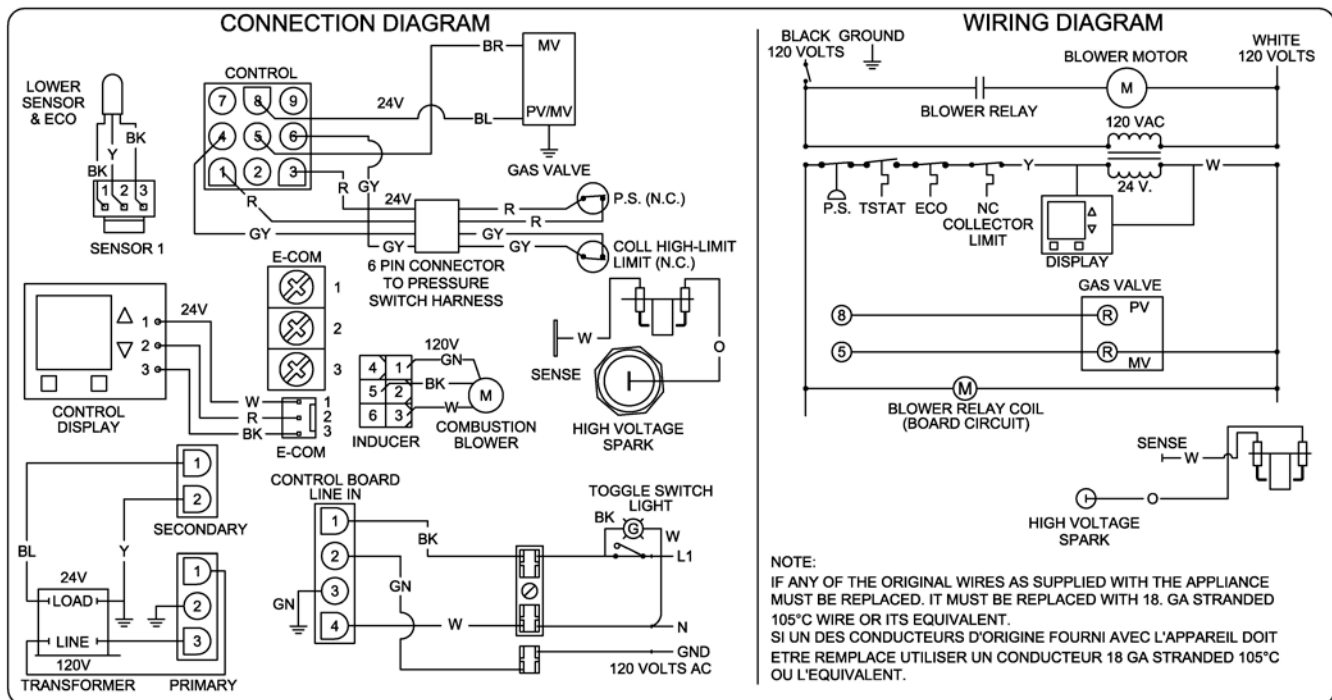 CONNECTION DIAGRAM
LOWER
SENSOR
& ECO
BK
Y
BK
1 2 3
SENSOR 1
CONTROL
7 8 9
4 5 6
1 2 3
24V
BR
BL
MV
PV/MV
GAS VALVE
R
GY
R
GY
24V
GY
6 PIN CONNECTOR
TO PRESSURE
SWITCH HARNESS
R
R
GY
GY
P.S. (N.C.)
COLL HIGH-LIMIT
LIMIT (N.C.)
E-COM
1
2
3
24V
1
2
3
CONTROL
DISPLAY
W
R
BK
1
2
3
E-COM
120V
4 1
5 2
6 3
GN
BK
W
M
INDUCER
COMBUSTION
BLOWER
SENSE
W
O
HIGH VOLTAGE
SPARK
1
2
SECONDARY
BL
Y
24V
LOAD
LINE
120V
TRANSFORMER
1
2
3
PRIMARY
CONTROL BOARD
LINE IN
1
2
3
4
BK
GN
GN
W
TOGGLE SWITCH
LIGHT
BK
G
W
L1
N
GND
120 VOLTS AC
WIRING DIAGRAM
BLACK GROUND
120 VOLTS
WHITE
120 VOLTS
BLOWER MOTOR
M
BLOWER RELAY
120 VAC
24 V.
Y
W
P.S. TSTAT ECO NC
COLLECTOR
LIMIT
DISPLAY
GAS VALVE
8
R PV
5
R
MV
M
BLOWER RELAY COIL
(BOARD CIRCUIT)
SENSE
W
O
HIGH VOLTAGE
SPARK
NOTE:
IF ANY OF THE ORIGINAL WIRES AS SUPPLIED WITH THE APPLIANCE
MUST BE REPLACED. IT MUST BE REPLACED WITH 18. GA STRANDED
105°C WIRE OR ITS EQUIVALENT.
SI UN DES CONDUCTEURS D'ORIGINE FOURNI AVEC L'APPAREIL DOIT
ETRE REMPLACE UTILISER UN CONDUCTEUR 18 GA STRANDED 105°C
OU L'EQUIVALENT.